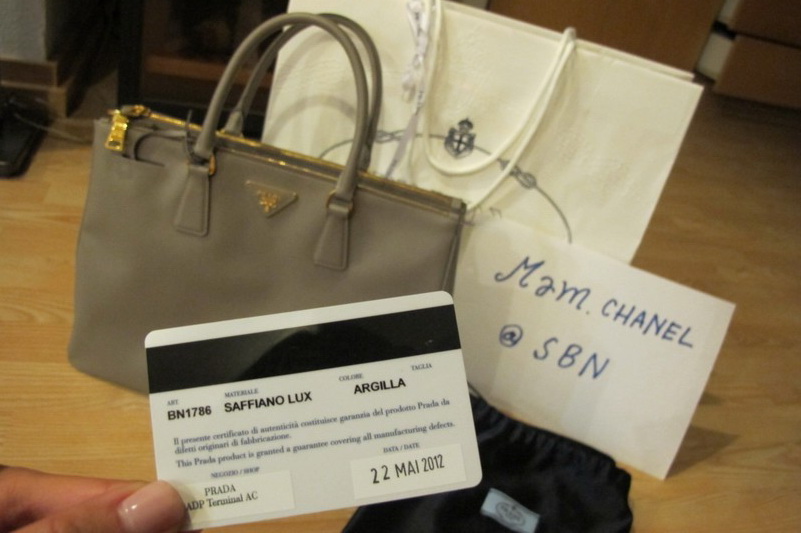 Mam. CHANEL
@ SBN
ART. MATERIALE COLORE TAGLIA
BN1786 SAFFIANO LUX ARGILLA
Il presente certificato di autenticità costituisce garanzia del prodotto Prada da
difetti originari di fabbricazione.
This Prada product is granted a guarantee covering all manufacturing defects.
NEGOZIO / SHOP DATA / DATE
PRADA 22 MAI 2012
ADP Terminal AC